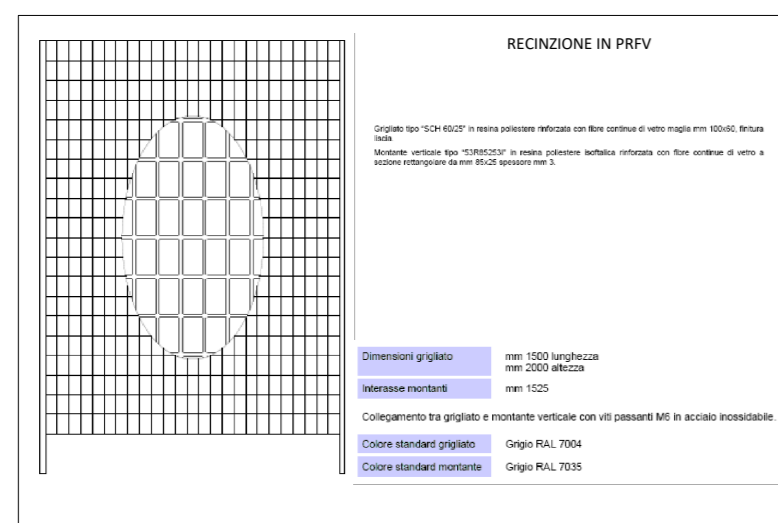 RECINZIONE IN PRFV
Grigliato tipo "SCH 60/25" in resina poliestere rinforzata con fibre continue di vetro maglia mm 100x60, finitura
liscia.
Montante verticale tipo "53R85253I" in resina poliestere isoftalica rinforzata con fibre continue di vetro a
sezione rettangolare da mm 85x25 spessore mm 3.
Dimensioni grigliato mm 1500 lunghezza
mm 2000 altezza
Interasse montanti mm 1525
Collegamento tra grigliato e montante verticale con viti passanti M6 in acciaio inossidabile.
Colore standard grigliato Grigio RAL 7004
Colore standard montante Grigio RAL 7035